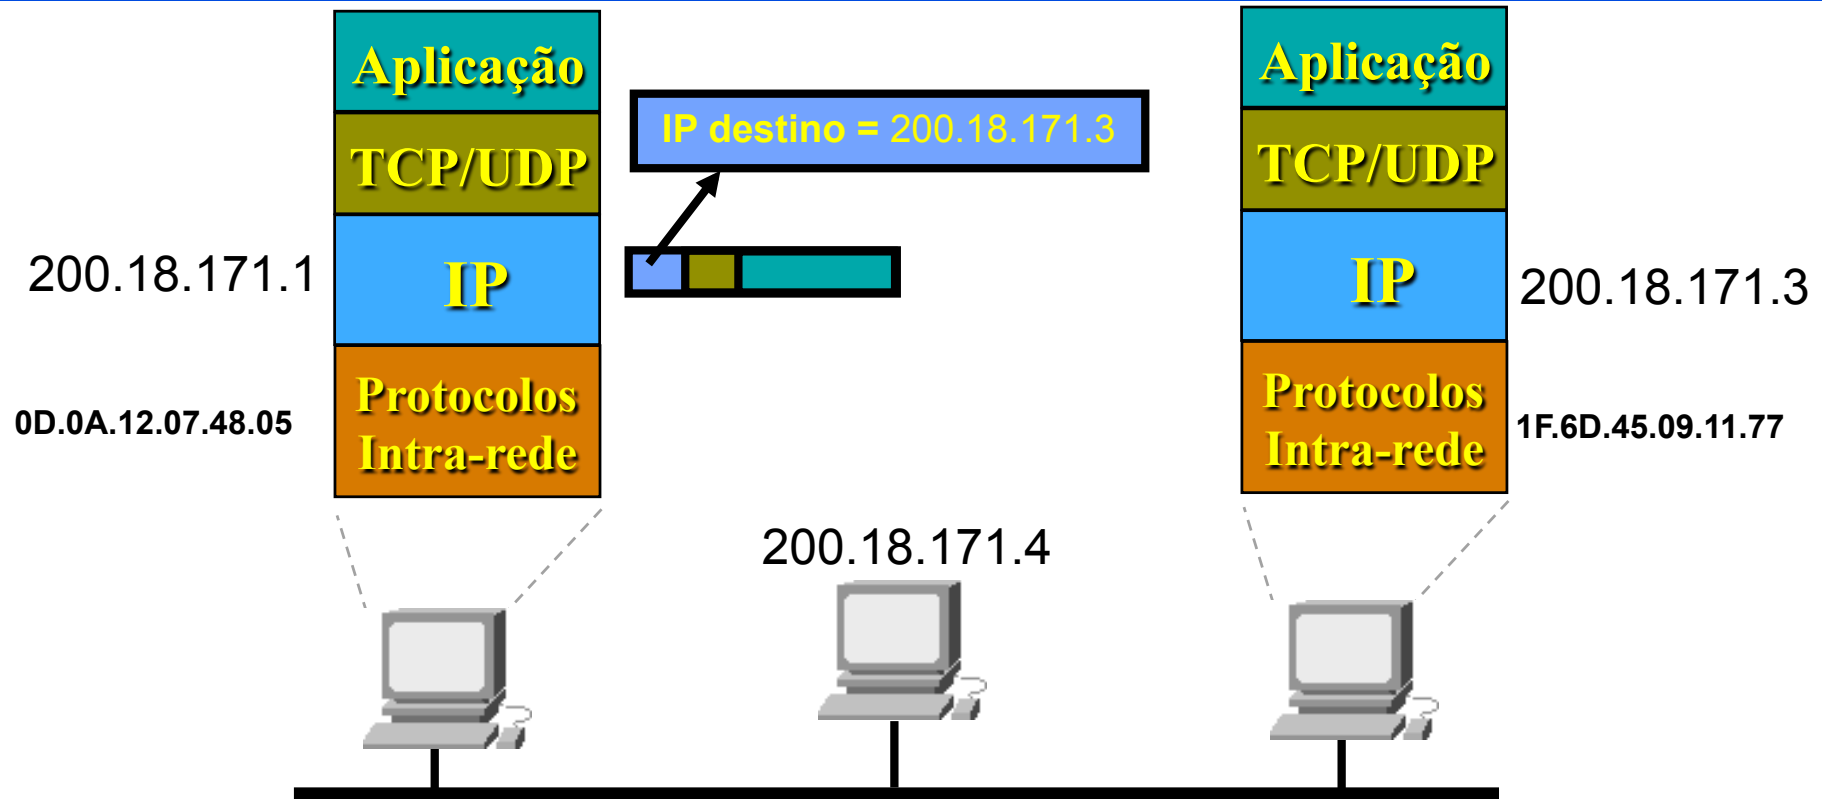 Aplicação
TCP/UDP
IP
Protocolos
Intra-rede
200.18.171.1
0D.0A.12.07.48.05
IP destino = 200.18.171.3
200.18.171.4
Aplicação
TCP/UDP
IP
Protocolos
Intra-rede
200.18.171.3
1F.6D.45.09.11.77